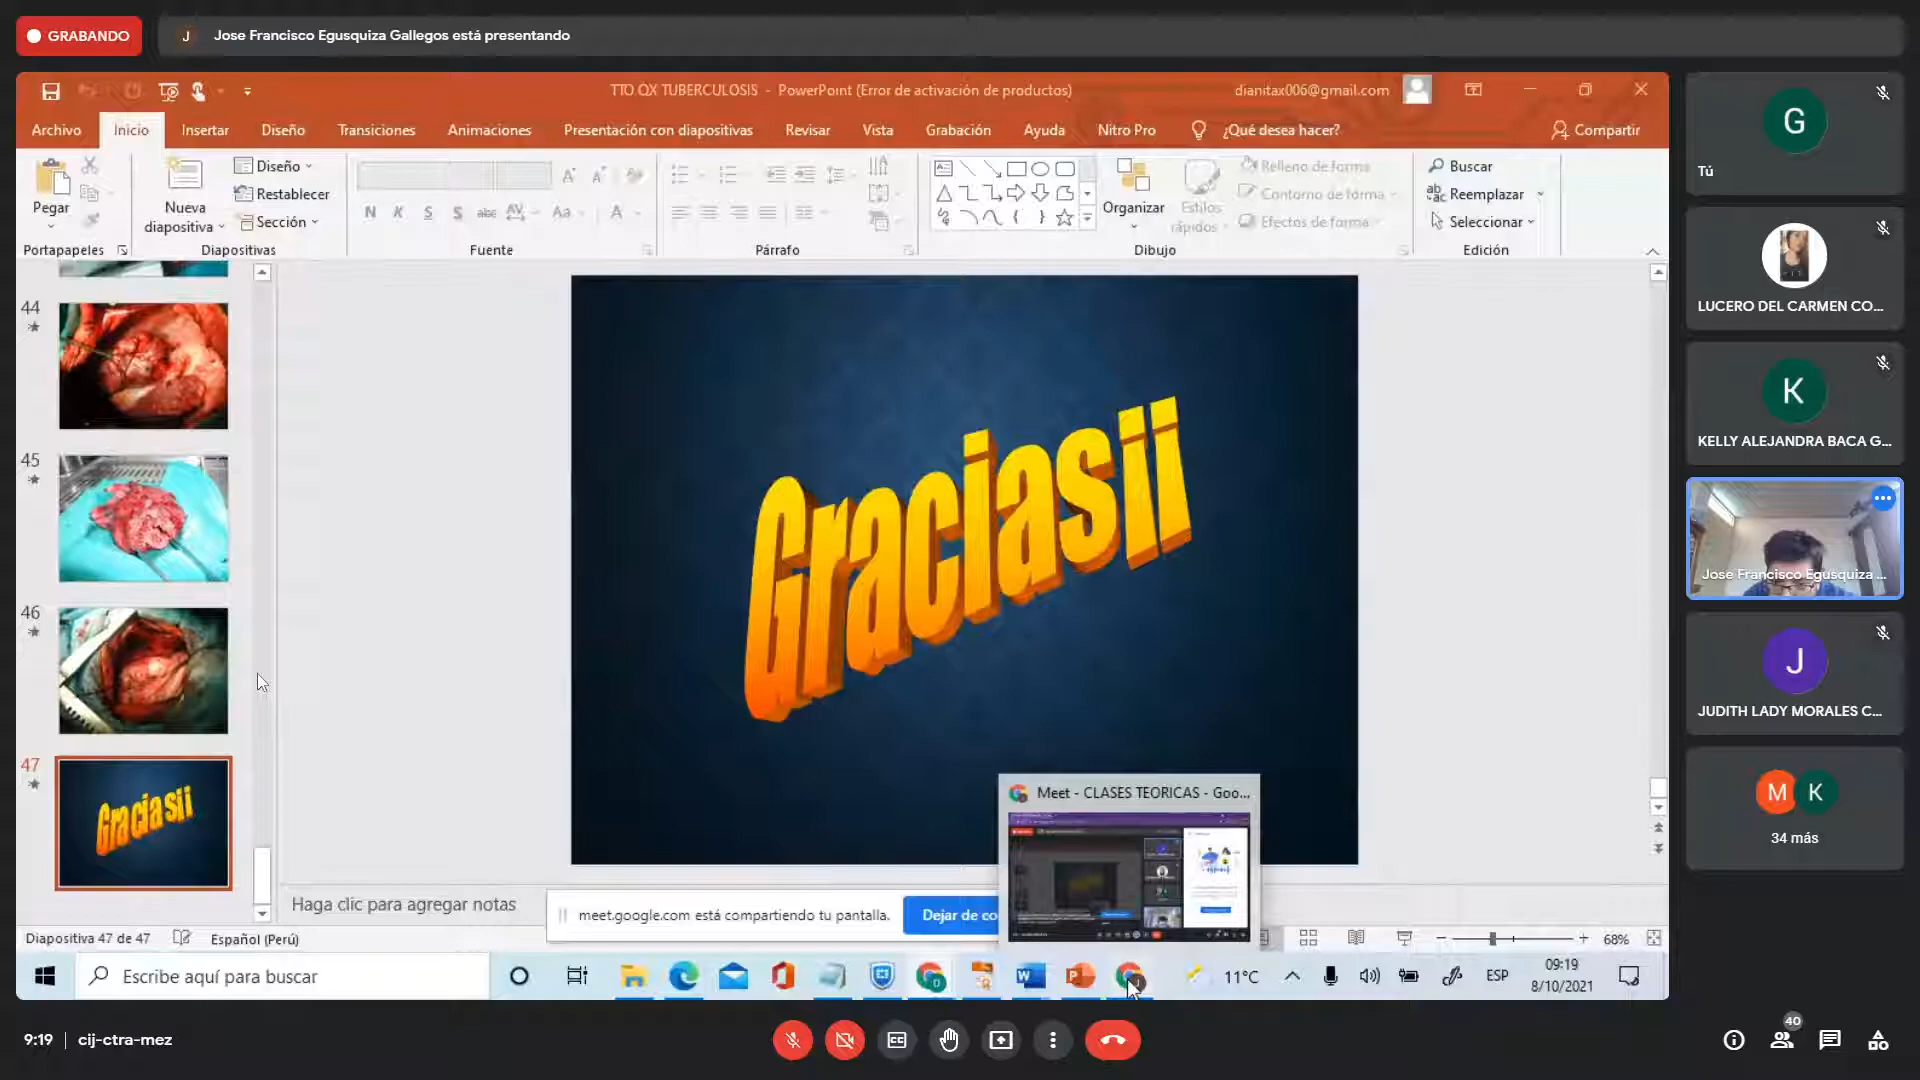 GRABANDO
J Jose Francisco Egusquiza Gallegos está presentando
TTO QX TUBERCULOSIS - PowerPoint (Error de activación de productos)
dianitax006@gmail.com
Archivo Inicio Insertar Diseño Transiciones Animaciones Presentación con diapositivas Revisar Vista Grabación Ayuda Nitro Pro ¿Qué desea hacer? Compartir
Pegar
Portapapeles
Nueva diapositiva
Diseño
Restablecer
Sección
Diapositivas
N K S S abc AV Aa A
Fuente
Párrafo
Organizar
Estilos rápidos
Relleno de forma
Contorno de forma
Efectos de forma
Dibujo
Buscar
Reemplazar
Seleccionar
Edición
44
45
46
47
Graciasii
Graciasii
Haga clic para agregar notas
meet.google.com está compartiendo tu pantalla.
Dejar de co
Meet - CLASES TEORICAS - Goo...
Diapositiva 47 de 47
Español (Perú)
68%
Escribe aquí para buscar
11°C
ESP
09:19
8/10/2021
G
Tú
LUCERO DEL CARMEN CO...
K
KELLY ALEJANDRA BACA G...
Jose Francisco Egusquiza ...
J
JUDITH LADY MORALES C...
M K
34 más
9:19 | cij-ctra-mez
40